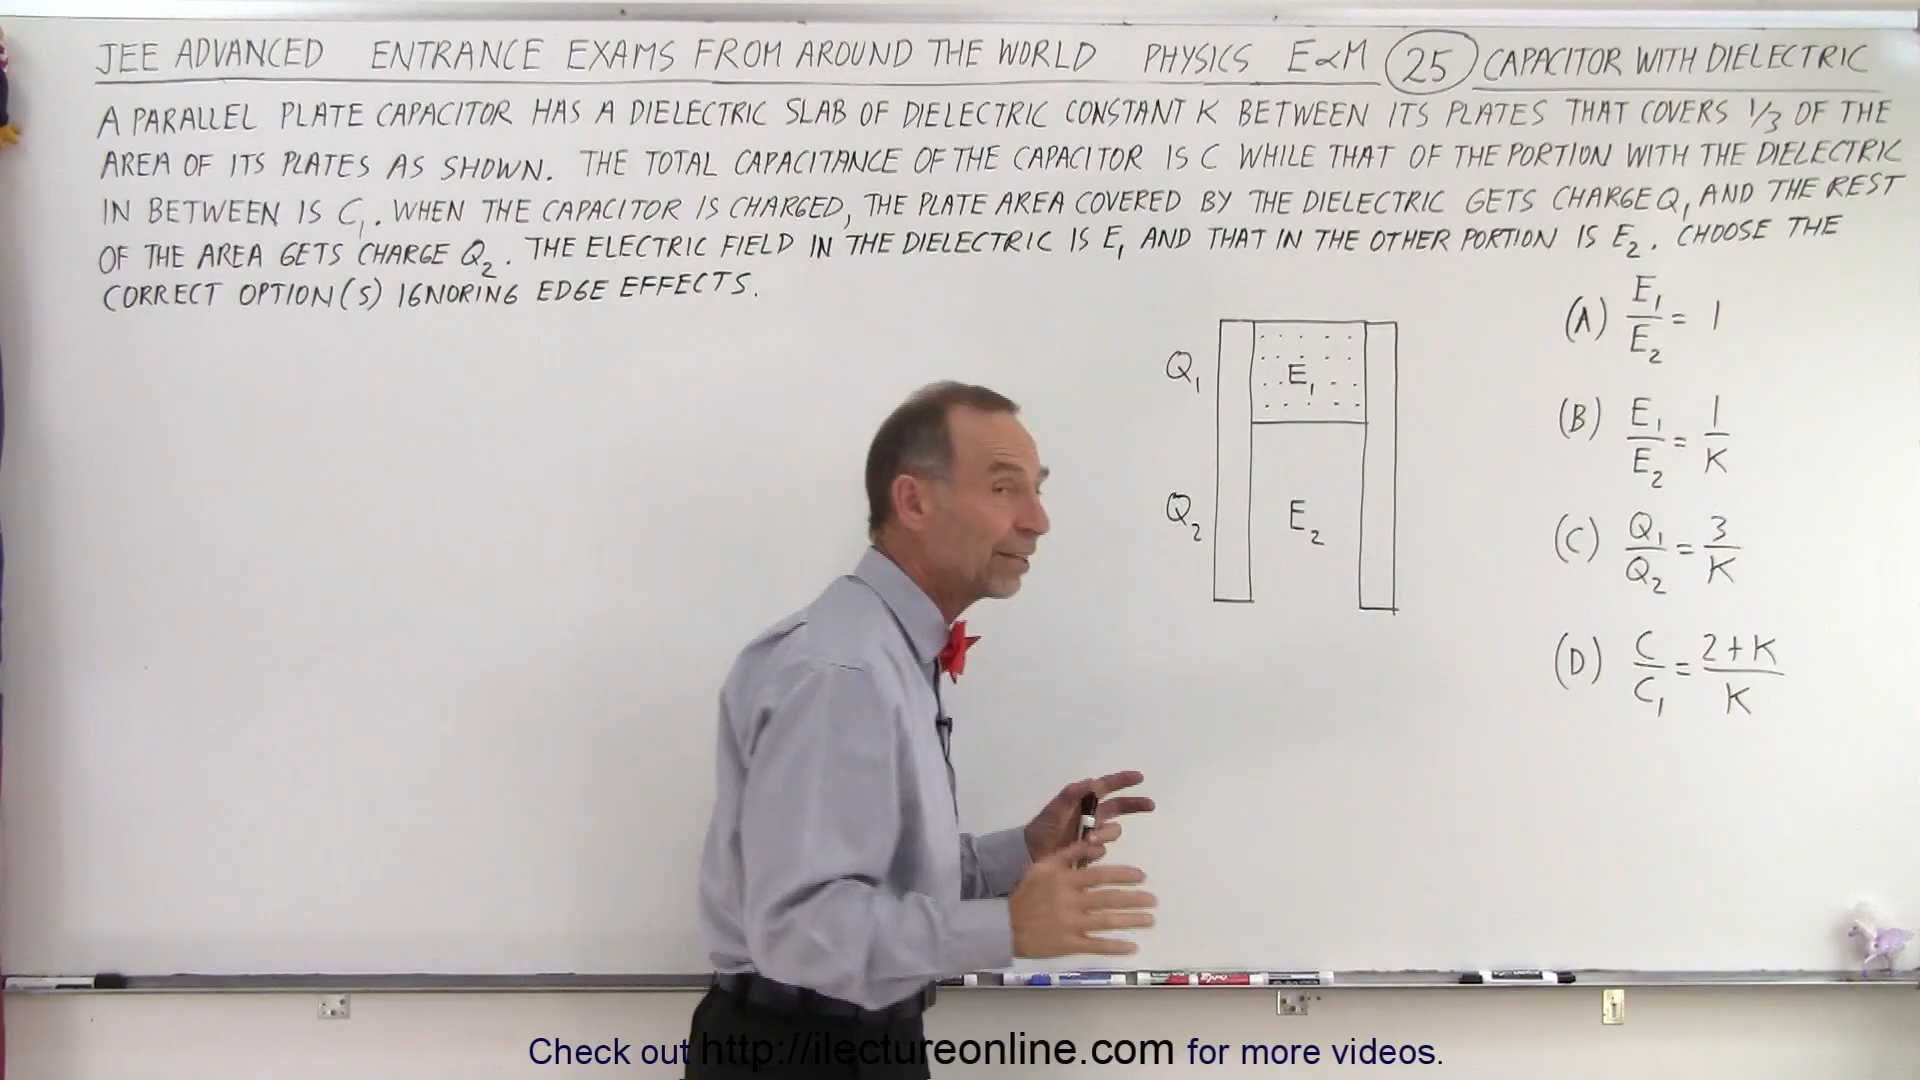 JEE ADVANCED ENTRANCE EXAMS FROM AROUND THE WORLD PHYSICS E&M 25 CAPACITOR WITH DIELECTRIC
A PARALLEL PLATE CAPACITOR HAS A DIELECTRIC SLAB OF DIELECTRIC CONSTANT K BETWEEN ITS PLATES THAT COVERS 1/3 OF THE
AREA OF ITS PLATES AS SHOWN. THE TOTAL CAPACITANCE OF THE CAPACITOR IS C WHILE THAT OF THE PORTION WITH THE DIELECTRIC
IN BETWEEN IS C₁. WHEN THE CAPACITOR IS CHARGED, THE PLATE AREA COVERED BY THE DIELECTRIC GETS CHARGE Q₁ AND THE REST
OF THE AREA GETS CHARGE Q₂. THE ELECTRIC FIELD IN THE DIELECTRIC IS E₁ AND THAT IN THE OTHER PORTION IS E₂. CHOOSE THE
CORRECT OPTION(S) IGNORING EDGE EFFECTS.
Q₁ E₁
Q₂ E₂
(A) E₁/E₂ = 1
(B) E₁/E₂ = 1/K
(C) Q₁/Q₂ = 3/K
(D) C/C₁ = 2+K/K
Check out http://ilectureonline.com for more videos.